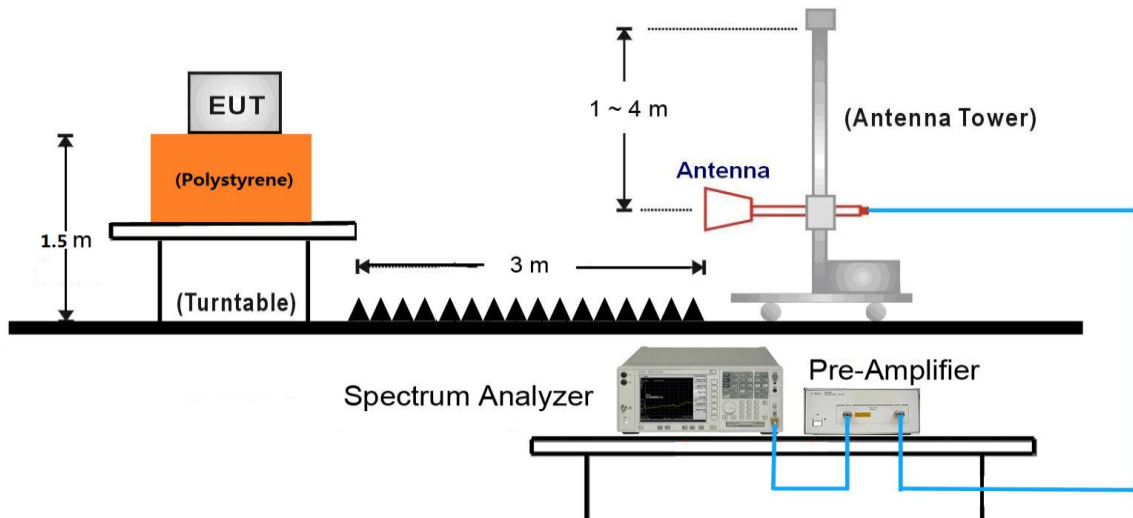 EUT
1 ~ 4 m
(Antenna Tower)
(Polystyrene)
Antenna
1.5 m
3 m
(Turntable)
Spectrum Analyzer
Pre-Amplifier